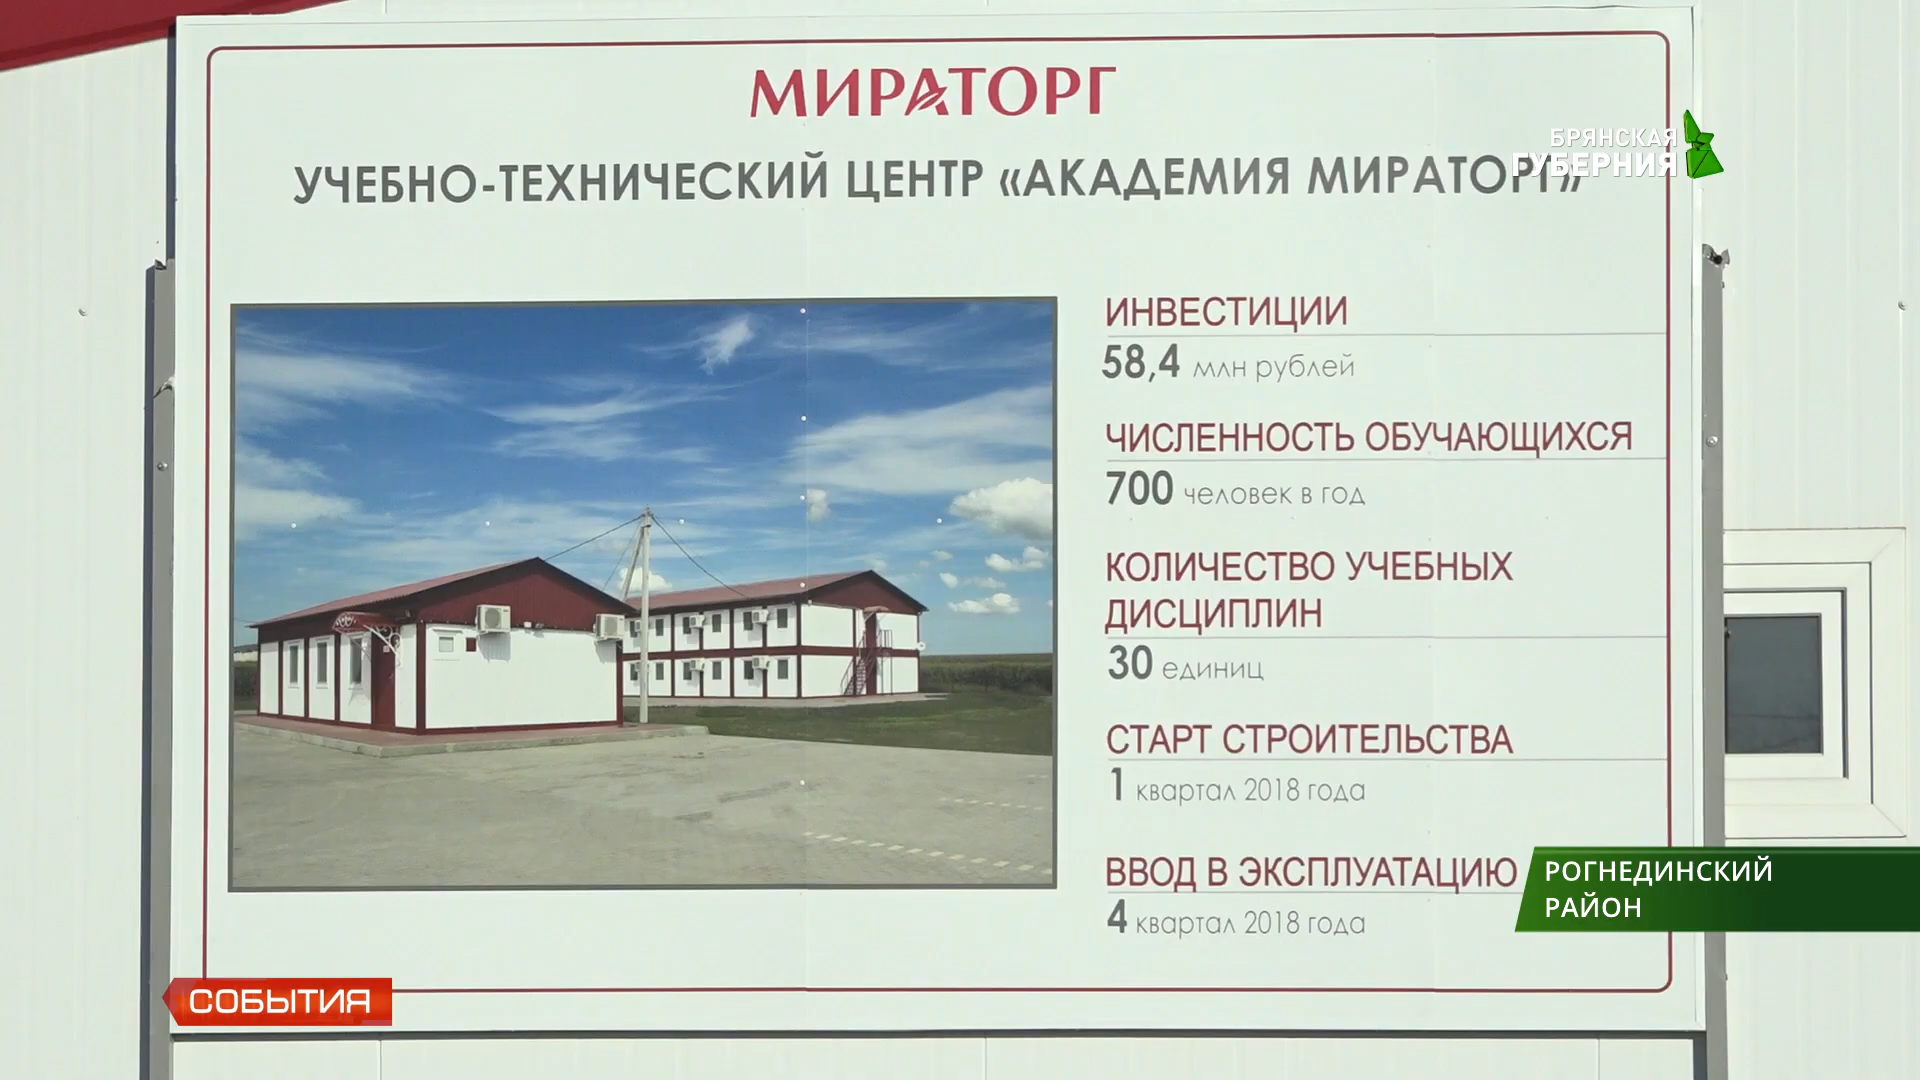 МИРАТОРГ
БРЯНСКАЯ
ГУБЕРНИЯ
УЧЕБНО-ТЕХНИЧЕСКИЙ ЦЕНТР «АКАДЕМИЯ МИРАТОРГ»
ИНВЕСТИЦИИ
58,4 млн рублей
ЧИСЛЕННОСТЬ ОБУЧАЮЩИХСЯ
700 человек в год
КОЛИЧЕСТВО УЧЕБНЫХ
ДИСЦИПЛИН
30 единиц
СТАРТ СТРОИТЕЛЬСТВА
1 квартал 2018 года
ВВОД В ЭКСПЛУАТАЦИЮ
4 квартал 2018 года
РОГНЕДИНСКИЙ
РАЙОН
СОБЫТИЯ